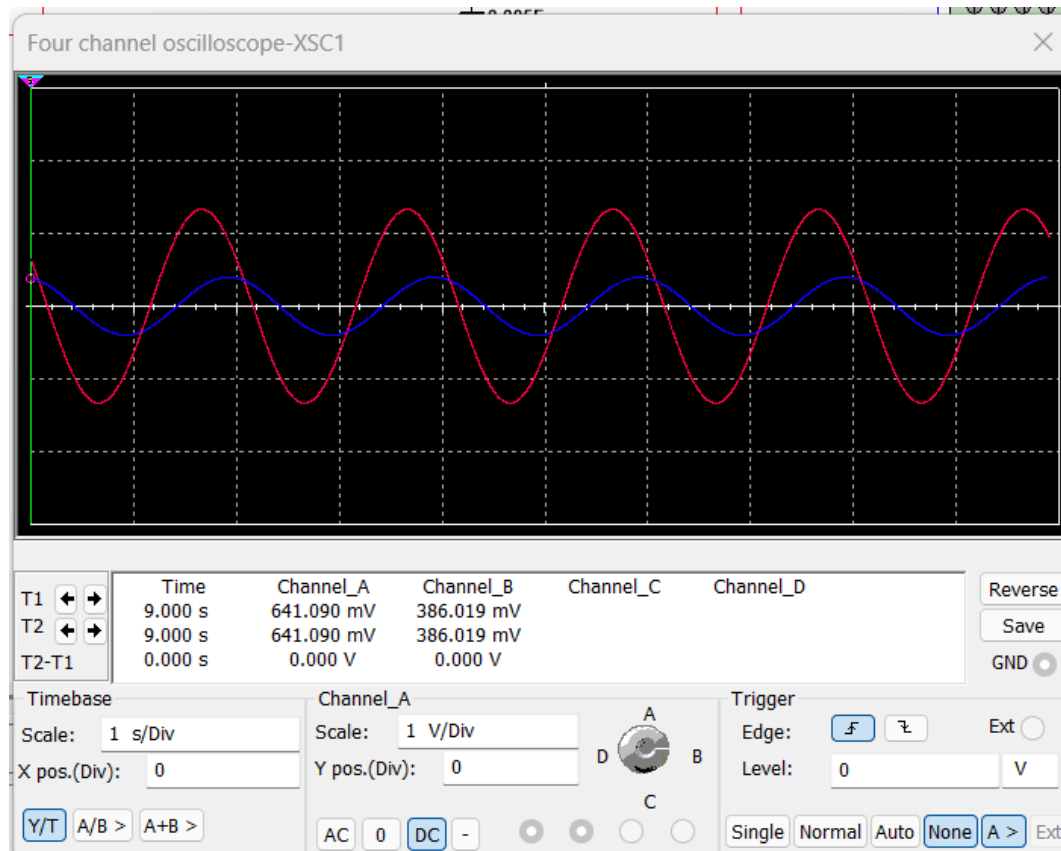 Four channel oscilloscope-XSC1
Time Channel_A Channel_B Channel_C Channel_D
T1 9.000 s 641.090 mV 386.019 mV
T2 9.000 s 641.090 mV 386.019 mV
T2-T1 0.000 s 0.000 V 0.000 V
Reverse
Save
GND
Timebase
Scale: 1 s/Div
X pos.(Div): 0
Y/T A/B > A+B >
Channel_A
Scale: 1 V/Div
Y pos.(Div): 0
AC 0 DC -
A
D B
C
Trigger
Edge: Ext
Level: 0 V
Single Normal Auto None A > Ext